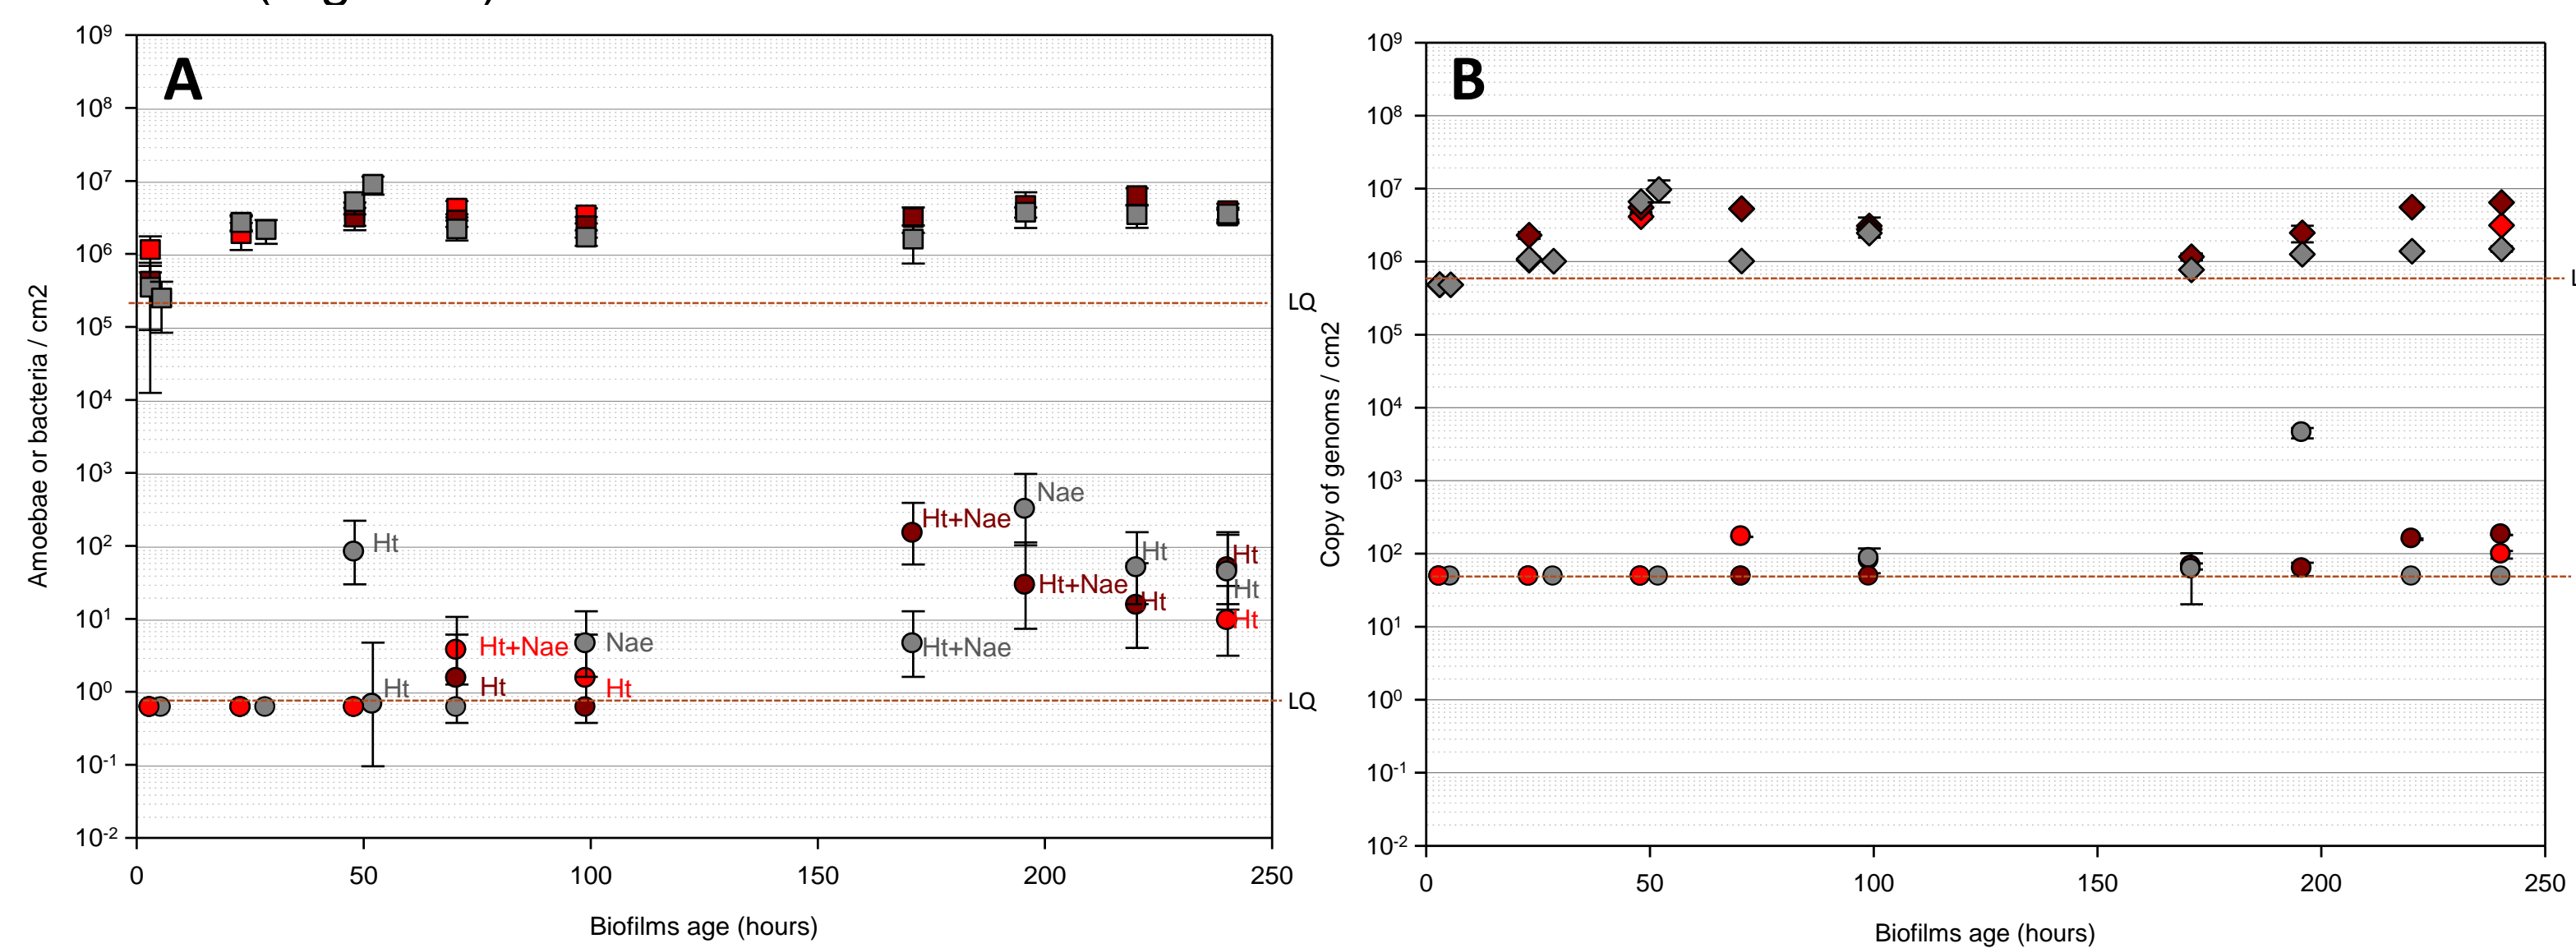 A
10⁹
10⁸
10⁷
10⁶
10⁵
10⁴
10³
10²
10¹
10⁰
10⁻¹
10⁻²
Amoebae or bacteria / cm2
LQ
LQ
Ht
Ht
Ht+Nae
Ht
Nae
Ht
Ht+Nae
Ht+Nae
Nae
Ht+Nae
Ht
Ht
Ht
Ht
Ht
0 50 100 150 200 250
Biofilms age (hours)
B
10⁹
10⁸
10⁷
10⁶
10⁵
10⁴
10³
10²
10¹
10⁰
10⁻¹
10⁻²
Copy of genoms / cm2
0 50 100 150 200 250
Biofilms age (hours)